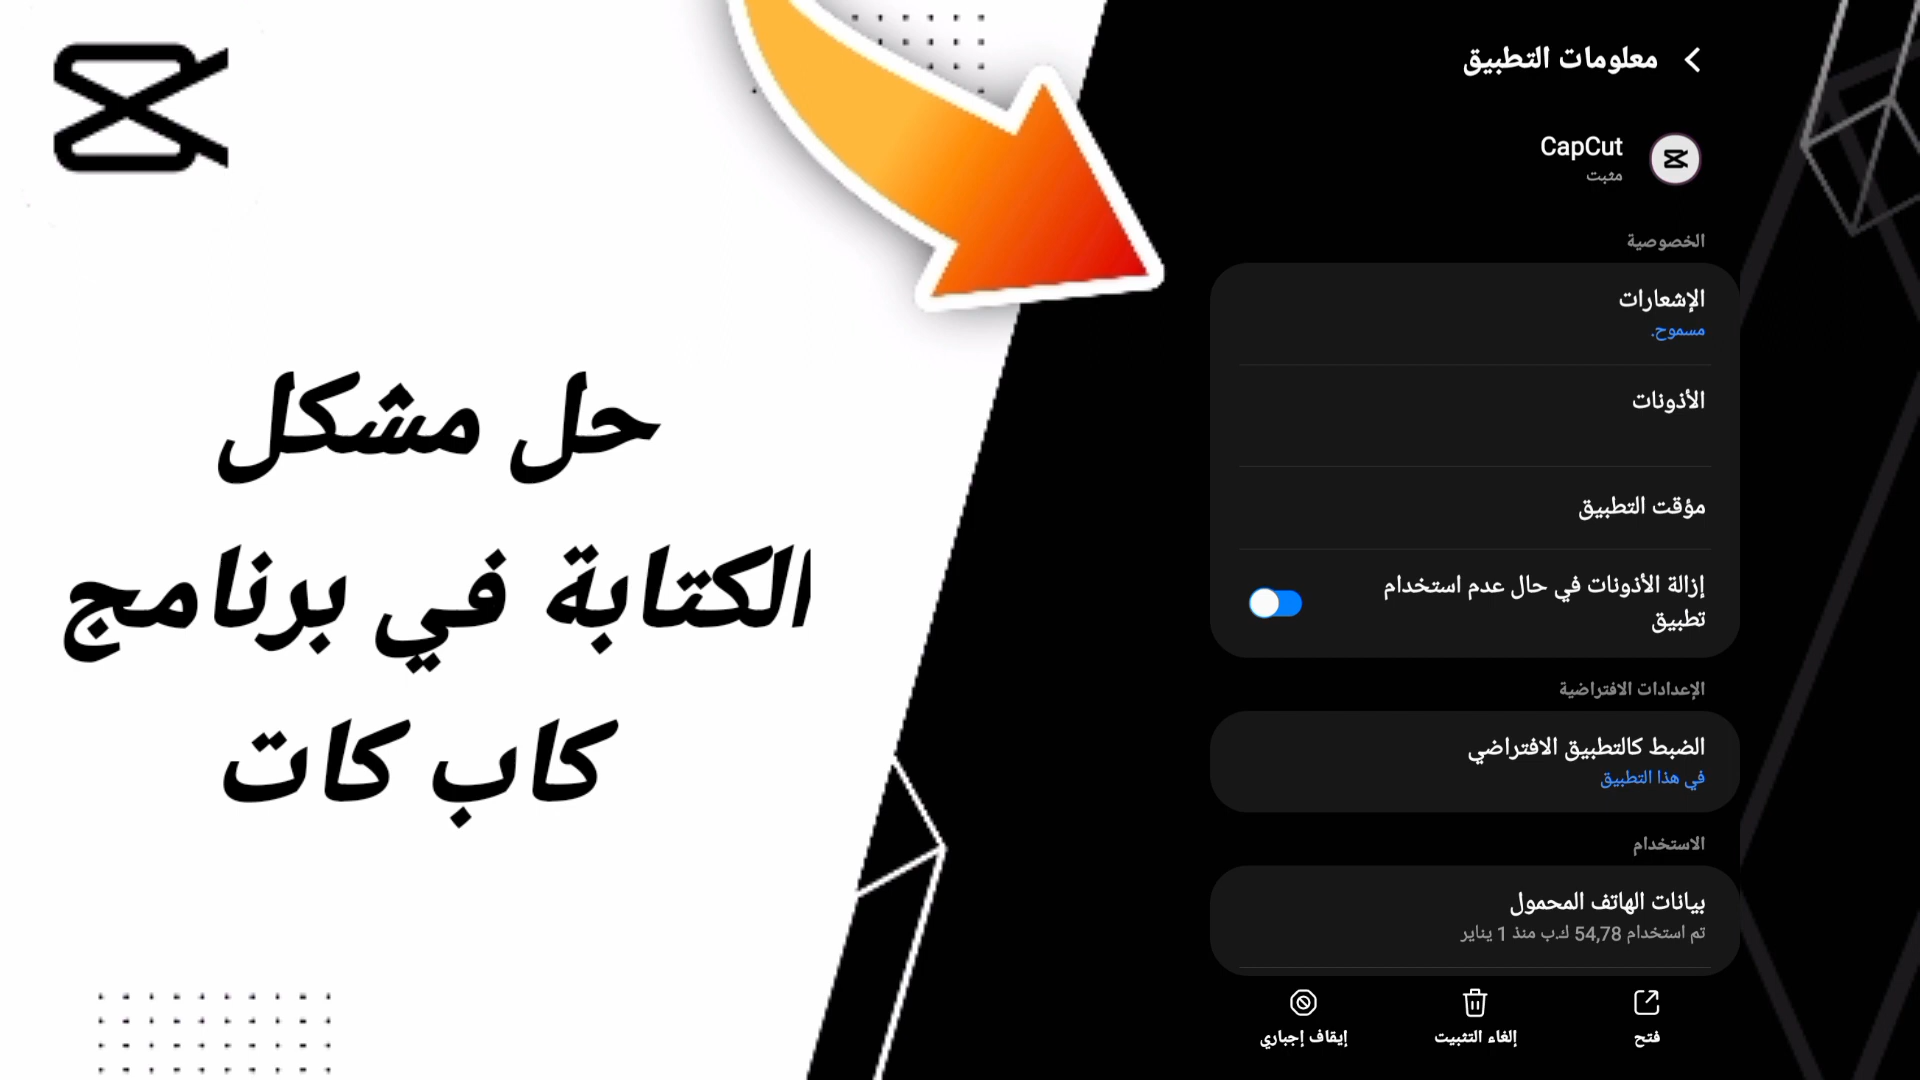 حل مشكل
الكتابة في برنامج
كاب كات
معلومات التطبيق
CapCut
مثبت
الخصوصية
الإشعارات
مسموح.
الأذونات
مؤقت التطبيق
إزالة الأذونات في حال عدم استخدام
تطبيق
الإعدادات الافتراضية
الضبط كالتطبيق الافتراضي
في هذا التطبيق
الاستخدام
بيانات الهاتف المحمول
تم استخدام 54,78 ك.ب منذ 1 يناير
فتح
إلغاء التثبيت
إيقاف إجباري